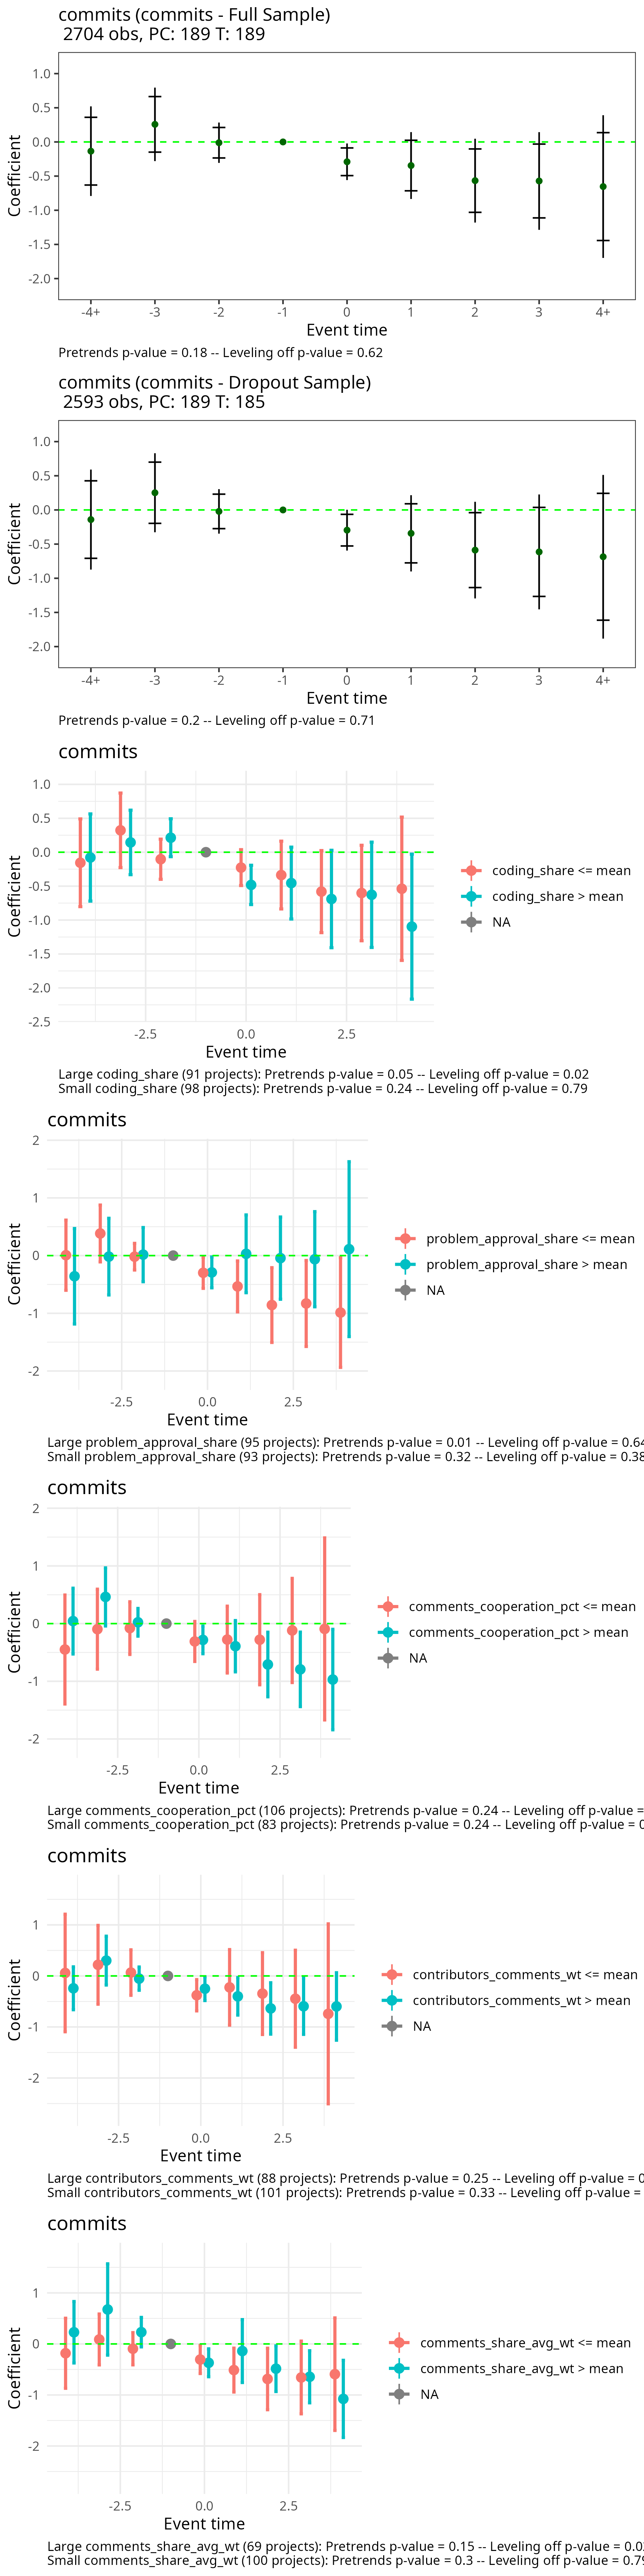 commits (commits - Full Sample)
2704 obs, PC: 189 T: 189
Coefficient
1.0
0.5
0.0
-0.5
-1.0
-1.5
-2.0
-4+ -3 -2 -1 0 1 2 3 4+
Event time
Pretrends p-value = 0.18 -- Leveling off p-value = 0.62
commits (commits - Dropout Sample)
2593 obs, PC: 189 T: 185
Coefficient
1.0
0.5
0.0
-0.5
-1.0
-1.5
-2.0
-4+ -3 -2 -1 0 1 2 3 4+
Event time
Pretrends p-value = 0.2 -- Leveling off p-value = 0.71
commits
Coefficient
1.0
0.5
0.0
-0.5
-1.0
-1.5
-2.0
-2.5
-2.5 0.0 2.5
Event time
coding_share <= mean
coding_share > mean
NA
Large coding_share (91 projects): Pretrends p-value = 0.05 -- Leveling off p-value = 0.02
Small coding_share (98 projects): Pretrends p-value = 0.24 -- Leveling off p-value = 0.79
commits
Coefficient
2
1
0
-1
-2
-2.5 0.0 2.5
Event time
problem_approval_share <= mean
problem_approval_share > mean
NA
Large problem_approval_share (95 projects): Pretrends p-value = 0.01 -- Leveling off p-value = 0.64
Small problem_approval_share (93 projects): Pretrends p-value = 0.32 -- Leveling off p-value = 0.38
commits
Coefficient
2
1
0
-1
-2
-2.5 0.0 2.5
Event time
comments_cooperation_pct <= mean
comments_cooperation_pct > mean
NA
Large comments_cooperation_pct (106 projects): Pretrends p-value = 0.24 -- Leveling off p-value =
Small comments_cooperation_pct (83 projects): Pretrends p-value = 0.24 -- Leveling off p-value =
commits
Coefficient
1
0
-1
-2
-2.5 0.0 2.5
Event time
contributors_comments_wt <= mean
contributors_comments_wt > mean
NA
Large contributors_comments_wt (88 projects): Pretrends p-value = 0.25 -- Leveling off p-value =
Small contributors_comments_wt (101 projects): Pretrends p-value = 0.33 -- Leveling off p-value =
commits
Coefficient
1
0
-1
-2
-2.5 0.0 2.5
Event time
comments_share_avg_wt <= mean
comments_share_avg_wt > mean
NA
Large comments_share_avg_wt (69 projects): Pretrends p-value = 0.15 -- Leveling off p-value =
Small comments_share_avg_wt (100 projects): Pretrends p-value = 0.3 -- Leveling off p-value =